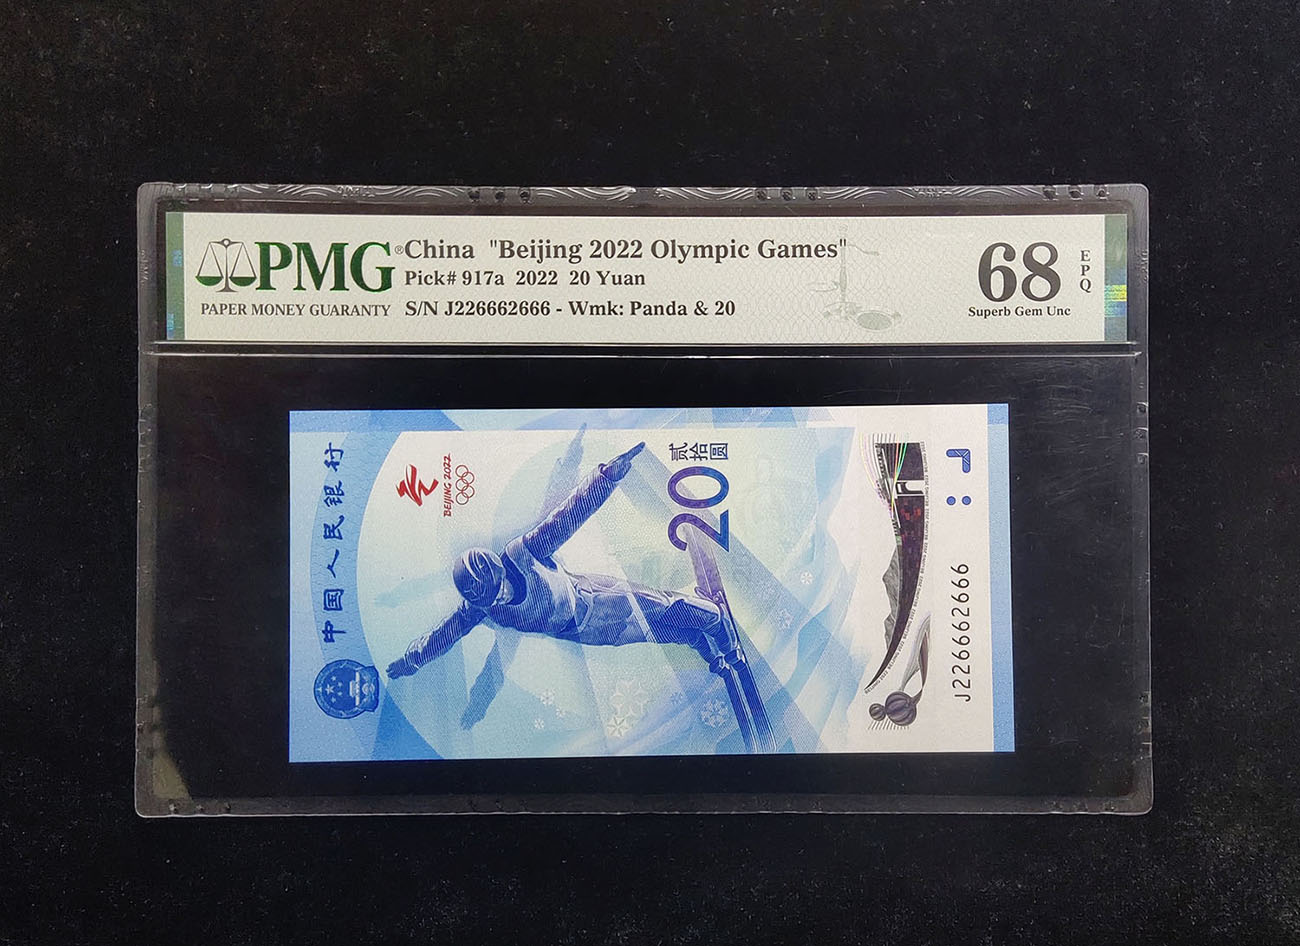 PMG®
PAPER MONEY GUARANTY
China "Beijing 2022 Olympic Games"
Pick# 917a 2022 20 Yuan
S/N J226662666 - Wmk: Panda & 20
68
EPQ
Superb Gem Unc
中国人民银行
BEIJING 2022
贰拾圆
20
J226662666